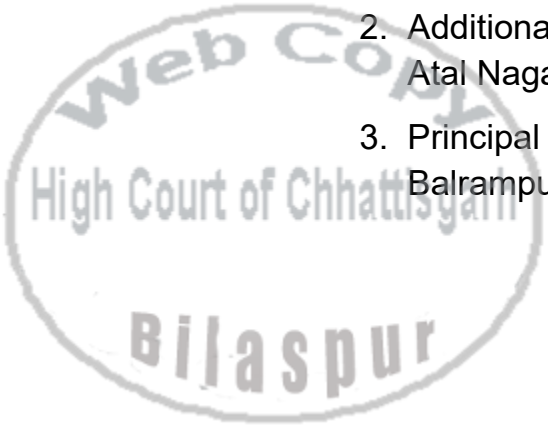 Web Copy
2. Additiona
Atal Naga
3. Principal
Balrampu
High Court of Chhattisgarh
Bilaspur